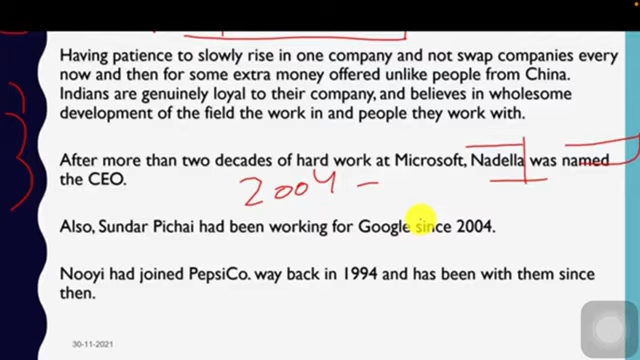 Having patience to slowly rise in one company and not swap companies every
now and then for some extra money offered unlike people from China.
Indians are genuinely loyal to their company, and believes in wholesome
development of the field the work in and people they work with.
After more than two decades of hard work at Microsoft, Nadella was named
the CEO.
2004 -
Also, Sundar Pichai had been working for Google since 2004.
Nooyi had joined PepsiCo. way back in 1994 and has been with them since
then.
30-11-2021